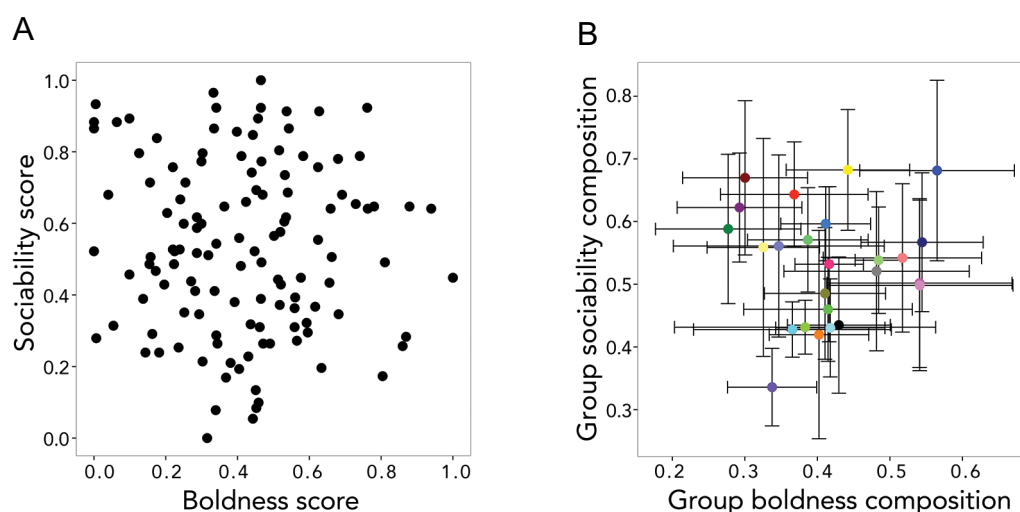 A
B
Sociability score
1.0
0.8
0.6
0.4
0.2
0.0
0.0 0.2 0.4 0.6 0.8 1.0
Boldness score
Group sociability composition
0.8
0.7
0.6
0.5
0.4
0.3
0.2 0.3 0.4 0.5 0.6
Group boldness composition